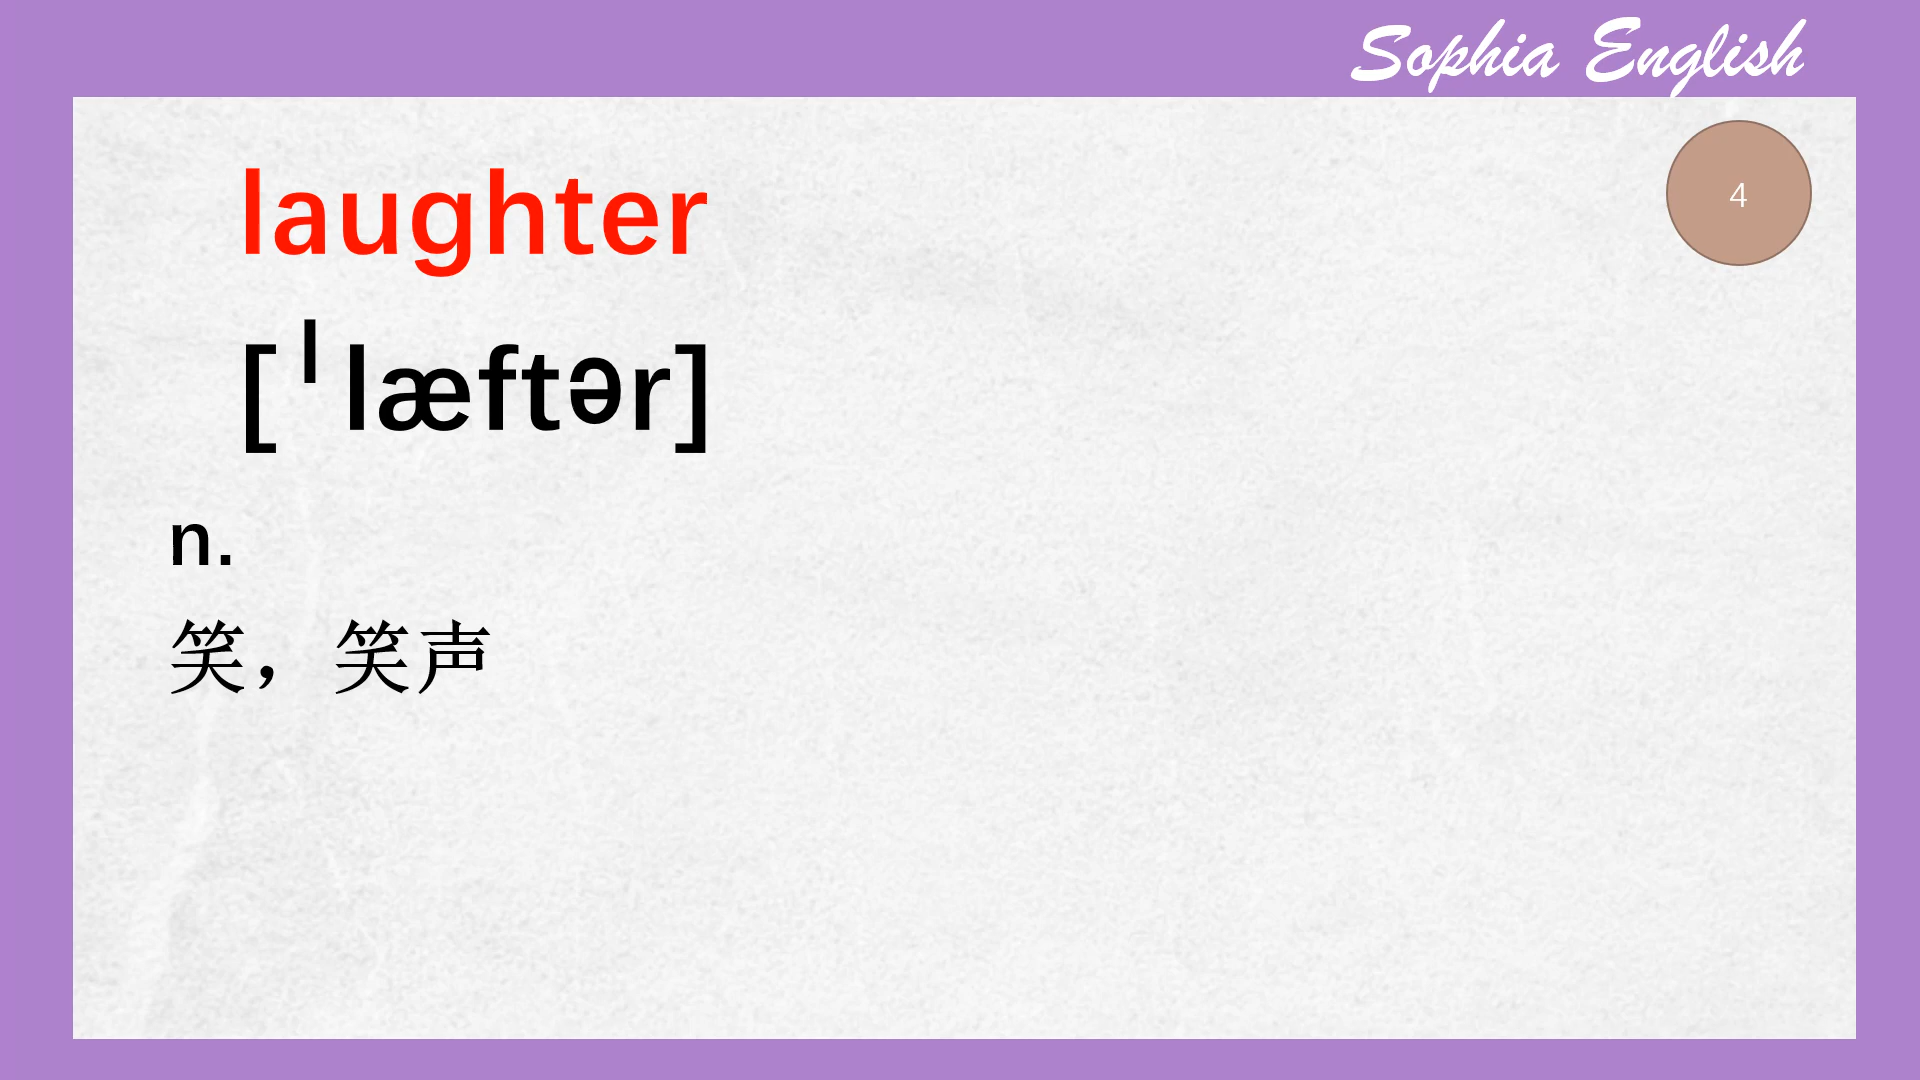 Sophia English
4
laughter
[ˈlæftər]
n.
笑，笑声